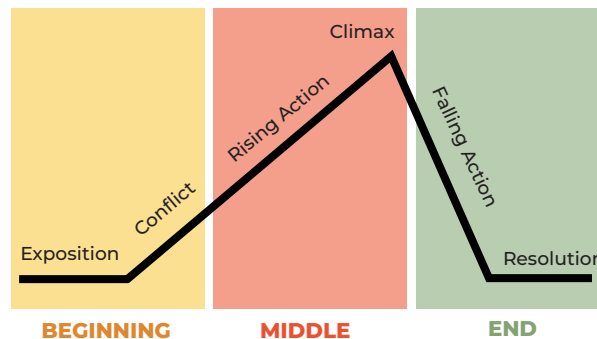 Climax
Rising Action
Falling Action
Conflict
Exposition
Resolution
BEGINNING
MIDDLE
END